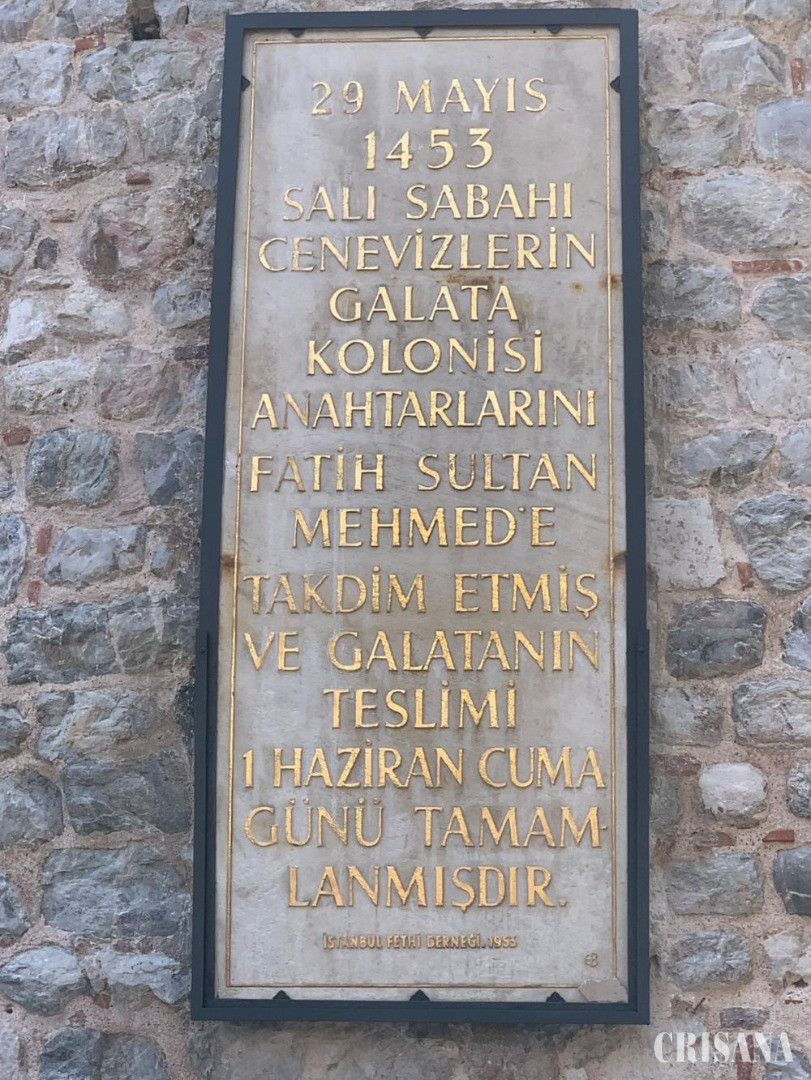 29 MAYIS
1453
SALI SABAHI
CENEVİZLERİN
GALATA
KOLONİSİ
ANAHTARLARINI
FATİH SULTAN
MEHMED'E
TAKDİM ETMİŞ
VE GALATANIN
TESLİMİ
1 HAZİRAN CUMA
GÜNÜ TAMAM-
LANMIŞDIR.
İSTANBUL FETHİ DERNEĞİ.1953
CRISANA